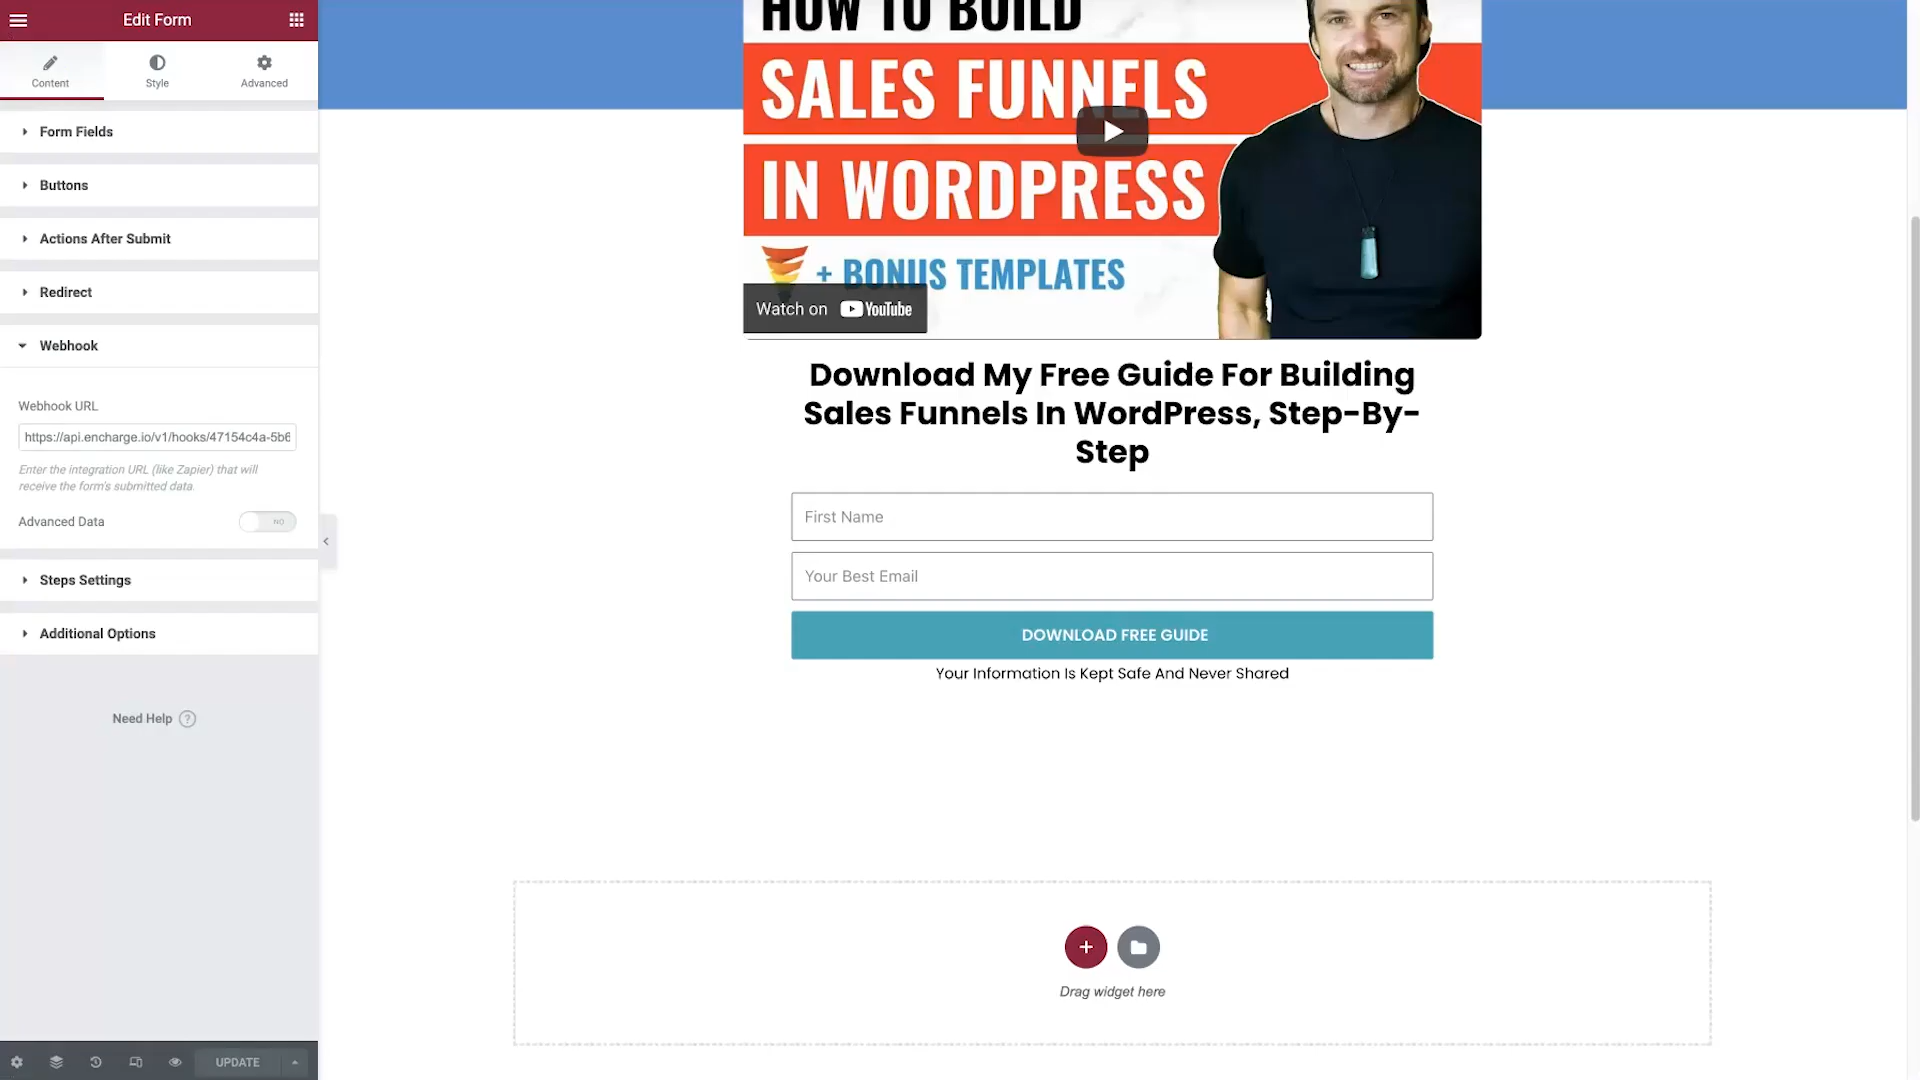 Edit Form
Content
Style
Advanced
Form Fields
Buttons
Actions After Submit
Redirect
Webhook
Webhook URL
https://api.encharge.io/v1/hooks/47154c4a-5b6
Enter the integration URL (like Zapier) that will
receive the form's submitted data.
Advanced Data
NO
Steps Settings
Additional Options
Need Help ?
UPDATE
HOW TO BUILD
SALES FUNNELS
IN WORDPRESS
+ BONUS TEMPLATES
Watch on YouTube
Download My Free Guide For Building
Sales Funnels In WordPress, Step-By-
Step
First Name
Your Best Email
DOWNLOAD FREE GUIDE
Your Information Is Kept Safe And Never Shared
Drag widget here